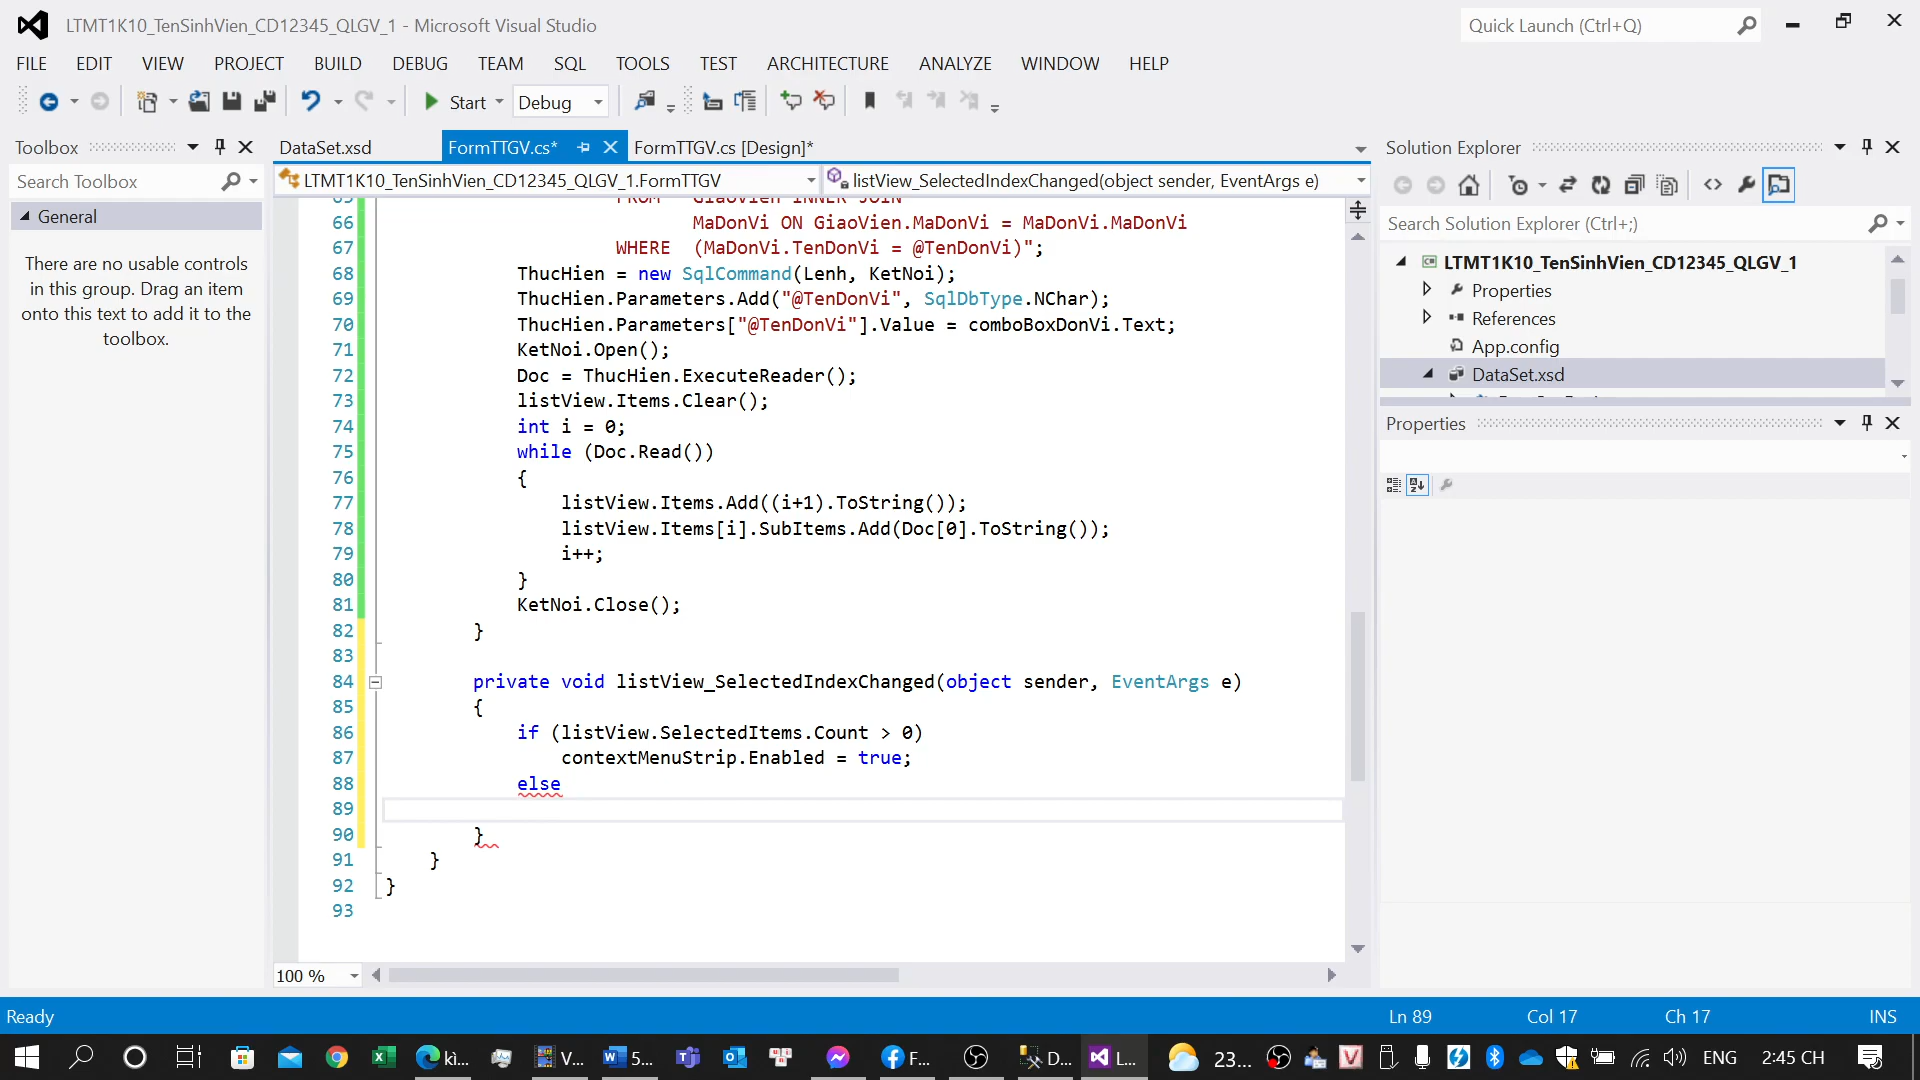 LTMT1K10_TenSinhVien_CD12345_QLGV_1 - Microsoft Visual Studio
Quick Launch (Ctrl+Q)
FILE EDIT VIEW PROJECT BUILD DEBUG TEAM SQL TOOLS TEST ARCHITECTURE ANALYZE WINDOW HELP
Start Debug
Toolbox
Search Toolbox
General
There are no usable controls
in this group. Drag an item
onto this text to add it to the
toolbox.
DataSet.xsd FormTTGV.cs* FormTTGV.cs [Design]*
LTMT1K10_TenSinhVien_CD12345_QLGV_1.FormTTGV listView_SelectedIndexChanged(object sender, EventArgs e)
65 FROM GiaoVien INNER JOIN
66 MaDonVi ON GiaoVien.MaDonVi = MaDonVi.MaDonVi
67 WHERE (MaDonVi.TenDonVi = @TenDonVi)";
68 ThucHien = new SqlCommand(Lenh, KetNoi);
69 ThucHien.Parameters.Add("@TenDonVi", SqlDbType.NChar);
70 ThucHien.Parameters["@TenDonVi"].Value = comboBoxDonVi.Text;
71 KetNoi.Open();
72 Doc = ThucHien.ExecuteReader();
73 listView.Items.Clear();
74 int i = 0;
75 while (Doc.Read())
76 {
77 listView.Items.Add((i+1).ToString());
78 listView.Items[i].SubItems.Add(Doc[0].ToString());
79 i++;
80 }
81 KetNoi.Close();
82 }
83
84 private void listView_SelectedIndexChanged(object sender, EventArgs e)
85 {
86 if (listView.SelectedItems.Count > 0)
87 contextMenuStrip.Enabled = true;
88 else
89
90 }
91 }
92 }
93
100 %
Solution Explorer
Search Solution Explorer (Ctrl+;)
LTMT1K10_TenSinhVien_CD12345_QLGV_1
Properties
References
App.config
DataSet.xsd
Properties
Ready Ln 89 Col 17 Ch 17 INS
kì... V... 5... F... D... L... 23... ENG 2:45 CH